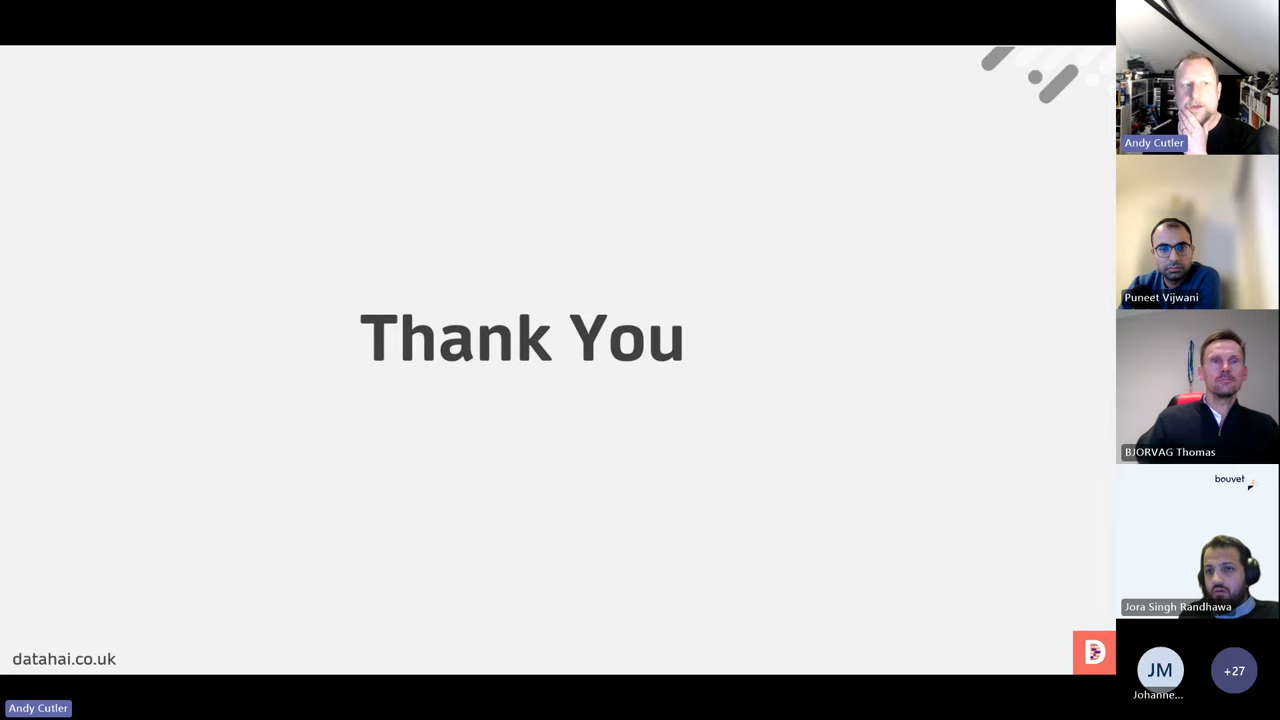 Thank You
datahai.co.uk
D
Andy Cutler
Andy Cutler
Puneet Vijwani
BJORVAG Thomas
bouvet
Jora Singh Randhawa
JM
Johanne...
+27